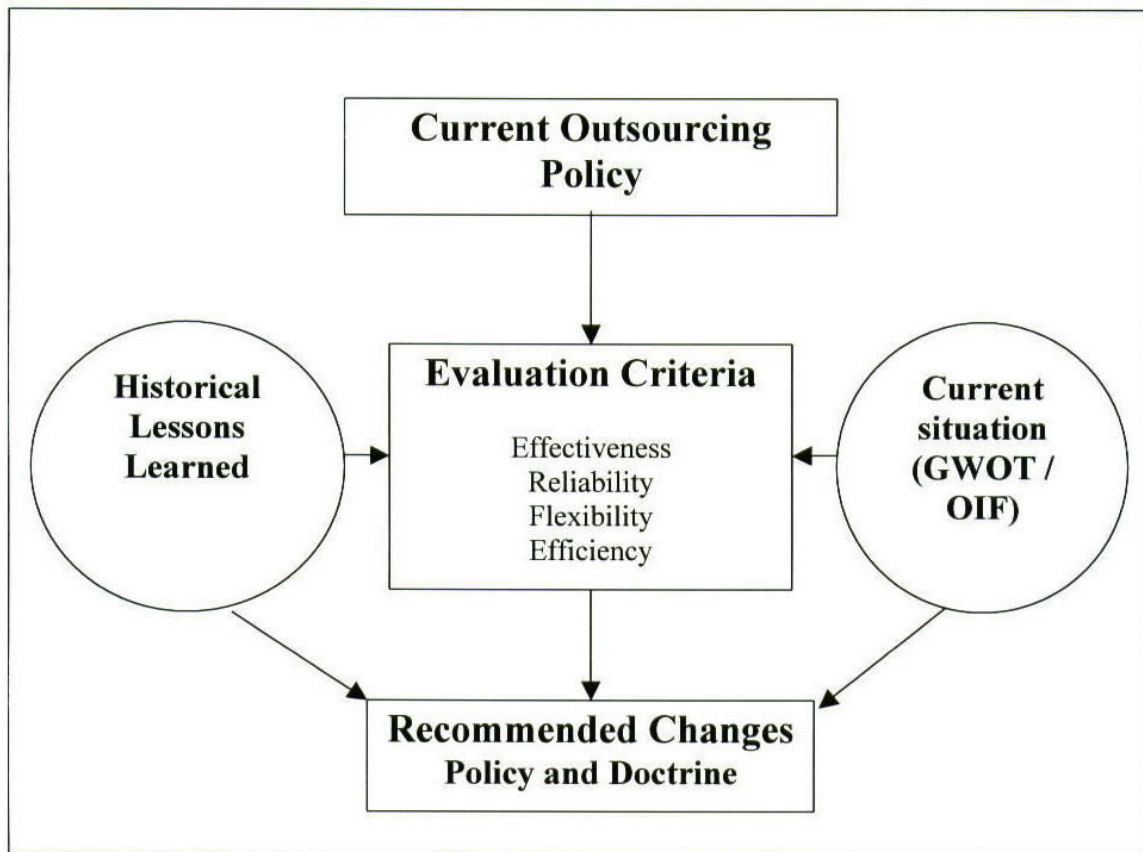 Current Outsourcing
Policy
Historical
Lessons
Learned
Evaluation Criteria
Effectiveness
Reliability
Flexibility
Efficiency
Current
situation
(GWOT /
OIF)
Recommended Changes
Policy and Doctrine